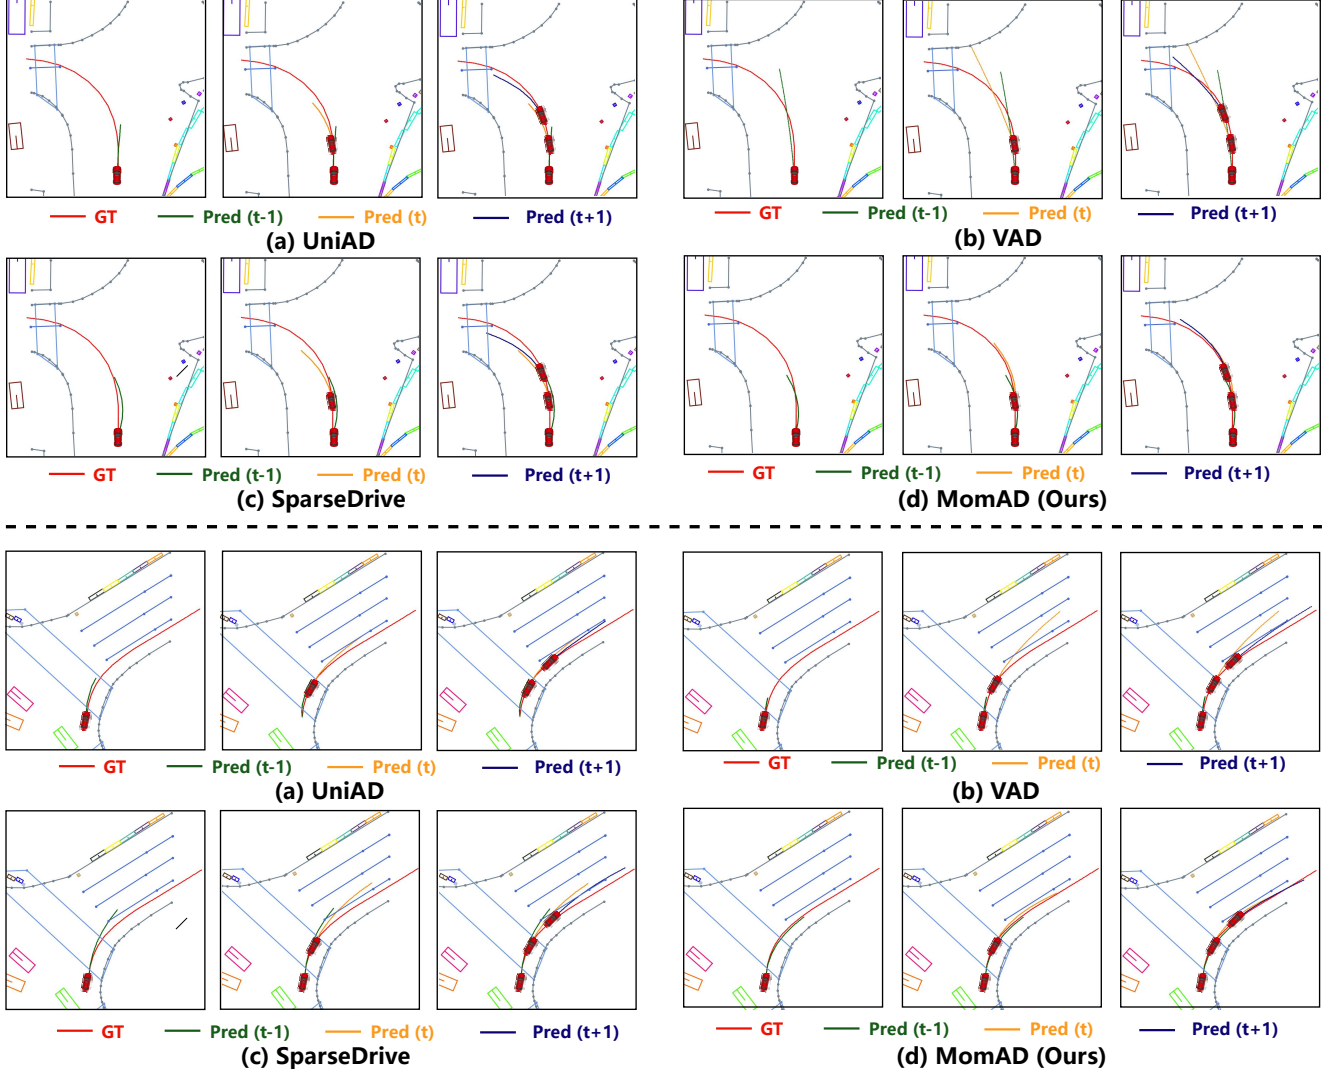 GT Pred (t-1) Pred (t) Pred (t+1)
(a) UniAD
GT Pred (t-1) Pred (t) Pred (t+1)
(b) VAD
GT Pred (t-1) Pred (t) Pred (t+1)
(c) SparseDrive
GT Pred (t-1) Pred (t) Pred (t+1)
(d) MomAD (Ours)
GT Pred (t-1) Pred (t) Pred (t+1)
(a) UniAD
GT Pred (t-1) Pred (t) Pred (t+1)
(b) VAD
GT Pred (t-1) Pred (t) Pred (t+1)
(c) SparseDrive
GT Pred (t-1) Pred (t) Pred (t+1)
(d) MomAD (Ours)